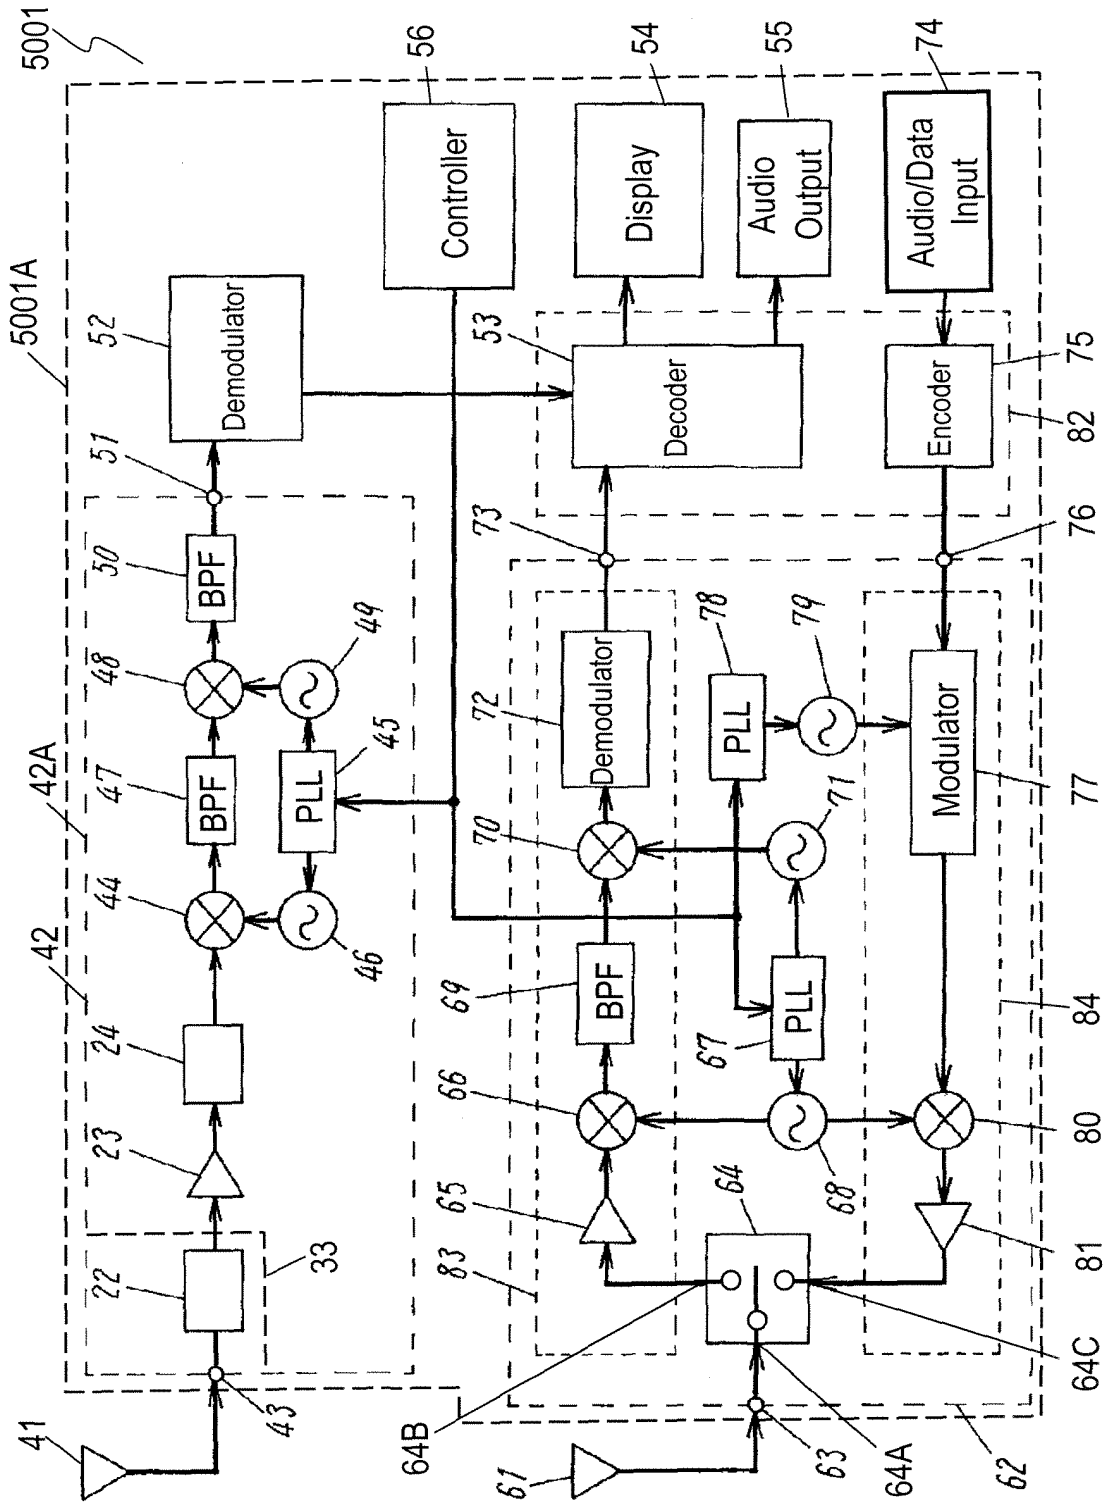 5001
5001A
42A
42
41
43
22
33
23
24
44
46
47
BPF
PLL
45
48
49
50
BPF
51
52
Demodulator
56
Controller
53
Decoder
54
Display
55
Audio
Output
74
Audio/Data
Input
75
Encoder
82
73
76
72
Demodulator
70
71
78
PLL
79
Modulator
77
69
BPF
67
PLL
66
68
65
83
64
64B
64A
64C
61
63
62
80
81
84